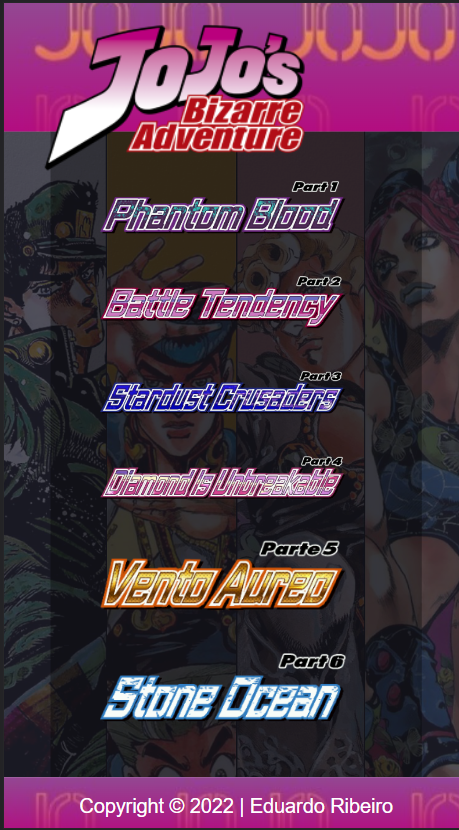 JoJo's
Bizarre
Adventure
Part 1
Phantom Blood
Part 2
Battle Tendency
Part 3
Stardust Crusaders
Part 4
Diamond Is Unbreakable
Parte 5
Vento Aureo
Part 6
Stone Ocean
Copyright © 2022 | Eduardo Ribeiro